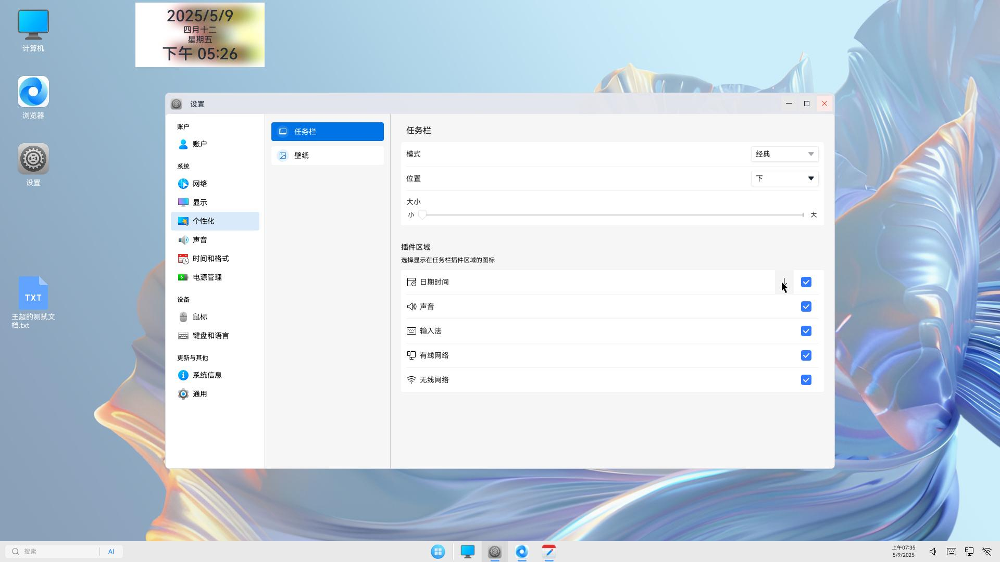 计算机
浏览器
设置
TXT
王超的测拭文
档.txt
2025/5/9
四月十二
星期五
下午 05:26
设置
账户
账户
系统
网络
显示
个性化
声音
时间和格式
电源管理
设备
鼠标
键盘和语言
更新与其他
系统信息
通用
任务栏
壁纸
任务栏
模式
经典
位置
下
大小
小
大
插件区域
选择显示在任务栏插件区域的图标
日期时间
声音
输入法
有线网络
无线网络
搜索
AI
上午07:35
5/9/2025